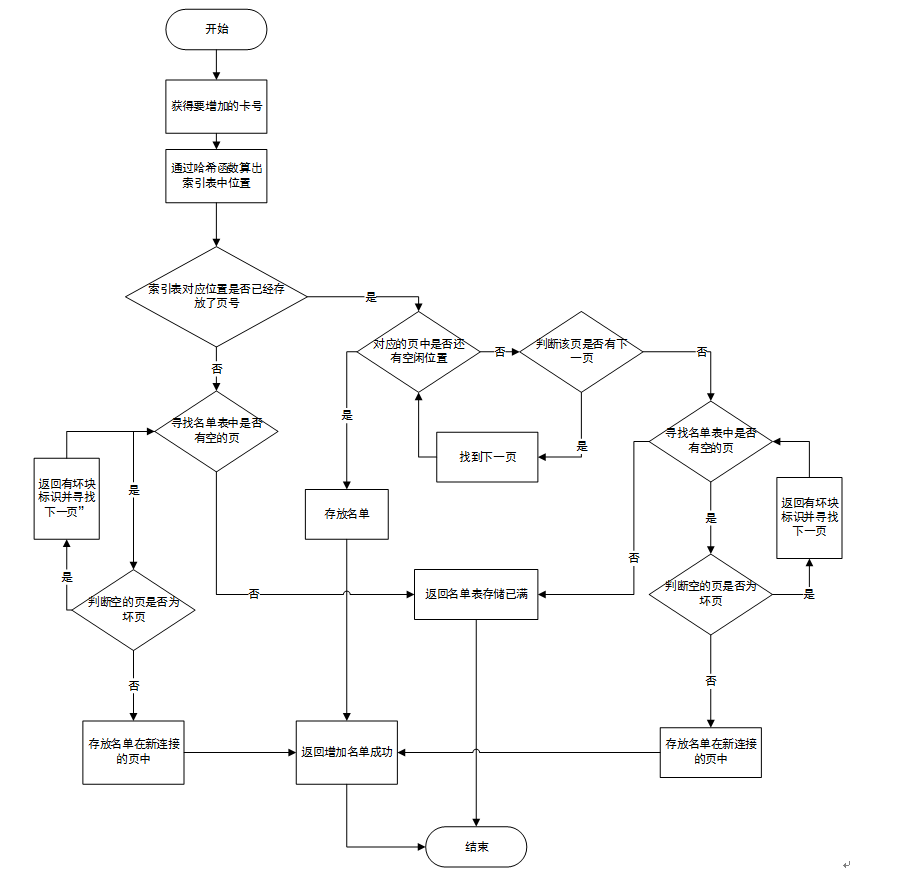 开始
获得要增加的卡号
通过哈希函数算出
索引表中位置
索引表对应位置是否已经存
放了页号
是
否
对应的页中是否还
有空闲位置
否
判断该页是否有下
一页
否
是
是
找到下一页
寻找名单表中是否
有空的页
寻找名单表中是否
有空的页
返回有坏块
标识并寻找
下一页”
是
存放名单
返回有坏块
标识并寻找
下一页
是
否
是
判断空的页是否为
坏页
否
返回名单表存储已满
判断空的页是否为
坏页
是
否
否
存放名单在新连接
的页中
返回增加名单成功
存放名单在新连接
的页中
结束